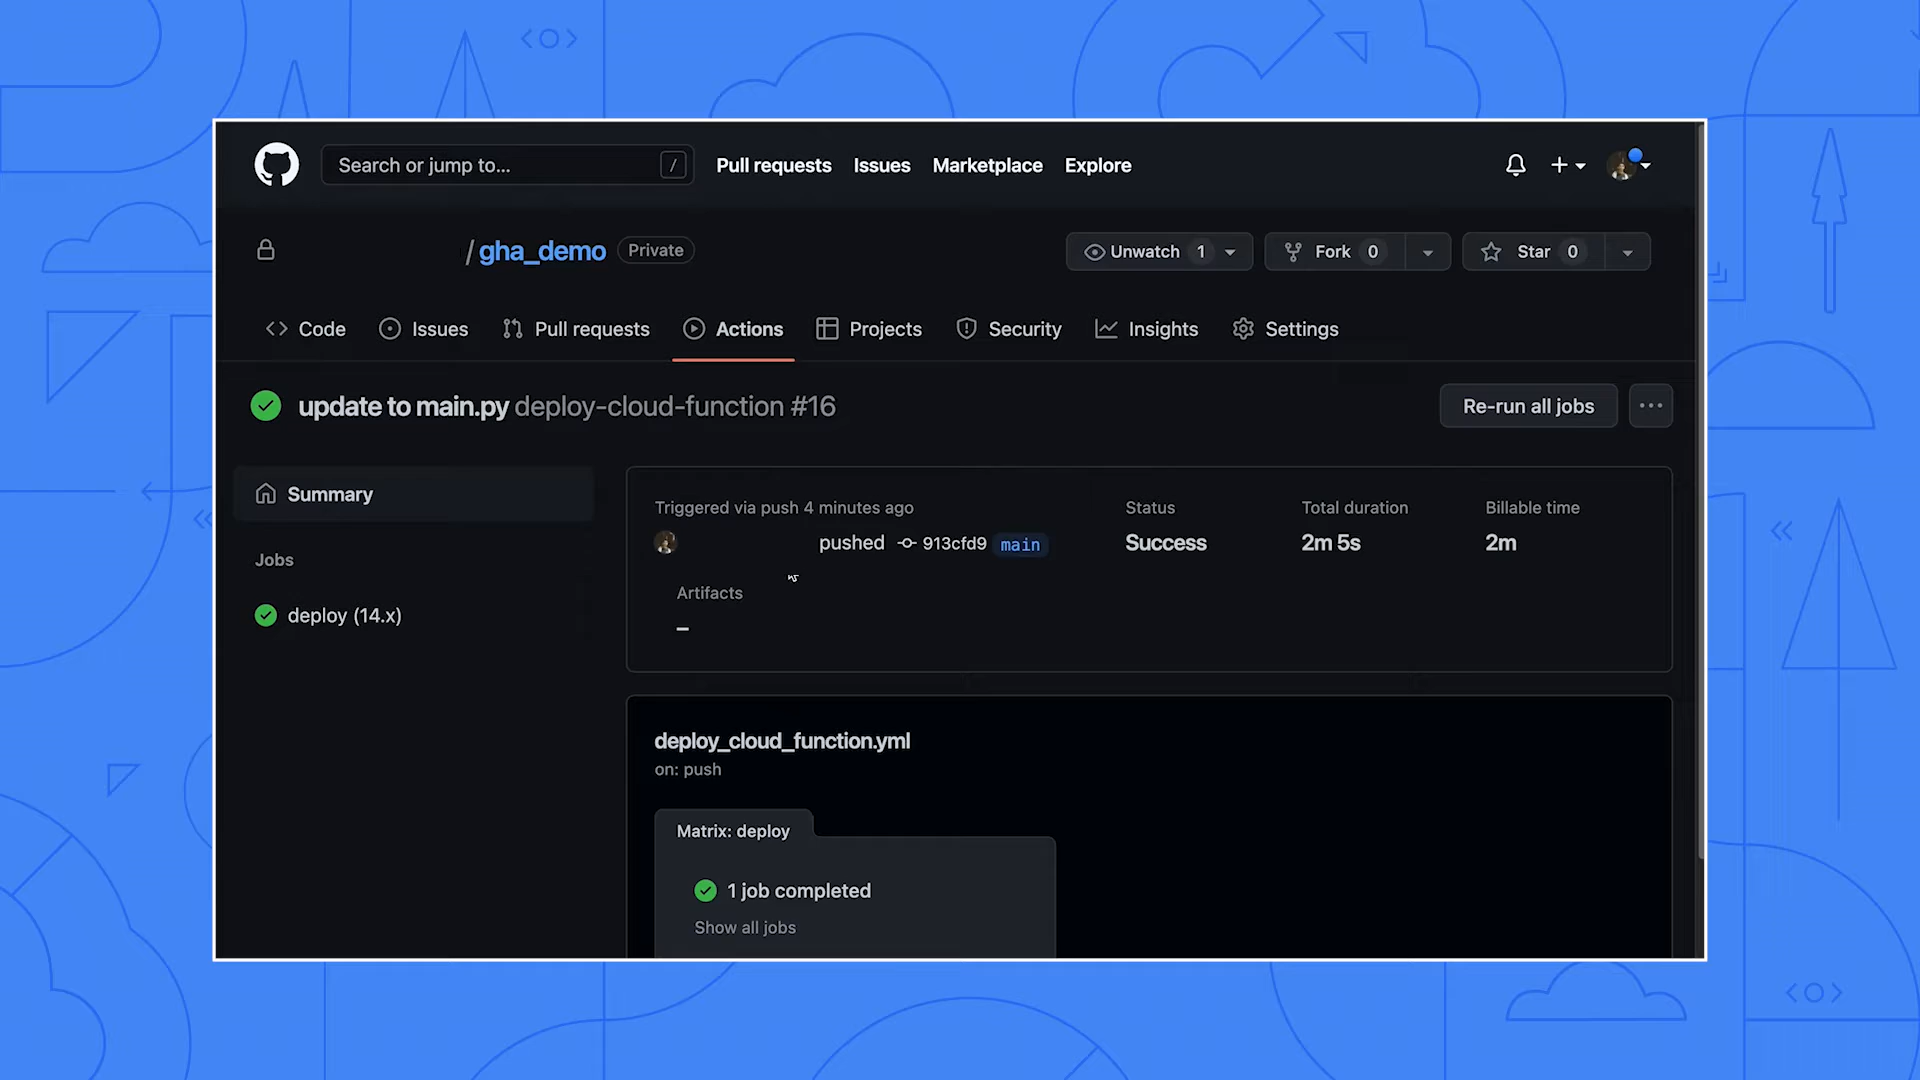 Search or jump to... /
Pull requests Issues Marketplace Explore
/ gha_demo Private
Unwatch 1 Fork 0 Star 0
Code Issues Pull requests Actions Projects Security Insights Settings
update to main.py deploy-cloud-function #16
Re-run all jobs
Summary
Jobs
deploy (14.x)
Triggered via push 4 minutes ago
pushed 913cfd9 main
Status
Success
Total duration
2m 5s
Billable time
2m
Artifacts
–
deploy_cloud_function.yml
on: push
Matrix: deploy
1 job completed
Show all jobs